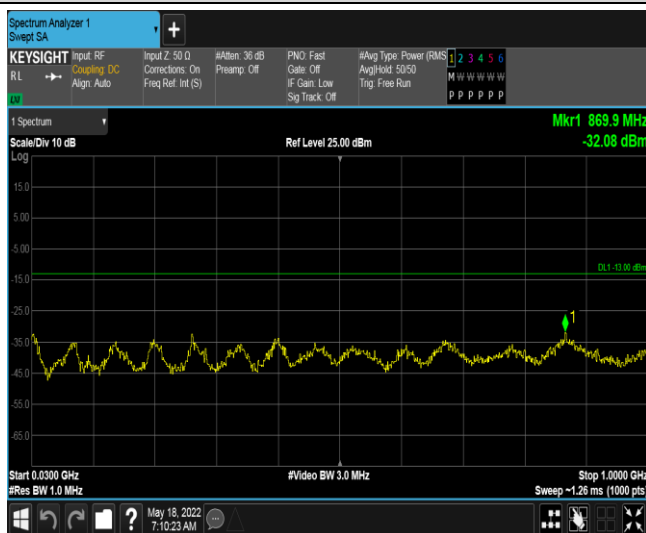 Spectrum Analyzer 1
Swept SA
+
KEYSIGHT
RL
Input: RF
Coupling: DC
Align: Auto
Input Z: 50 Ω
Corrections: On
Freq Ref: Int (S)
#Atten: 36 dB
Preamp: Off
PNO: Fast
Gate: Off
IF Gain: Low
Sig Track: Off
#Avg Type: Power (RMS
Avg|Hold: 50/50
Trig: Free Run
1 2 3 4 5 6
M W W W W W
P P P P P P
1 Spectrum
Mkr1 869.9 MHz
-32.08 dBm
Scale/Div 10 dB
Ref Level 25.00 dBm
Log
15.0
5.00
-5.00
DL1 -13.00 dBm
-15.0
-25.0
1
-35.0
-45.0
-55.0
-65.0
Start 0.0300 GHz
#Video BW 3.0 MHz
Stop 1.0000 GHz
#Res BW 1.0 MHz
Sweep ~1.26 ms (1000 pts)
?
May 18, 2022
7:10:23 AM